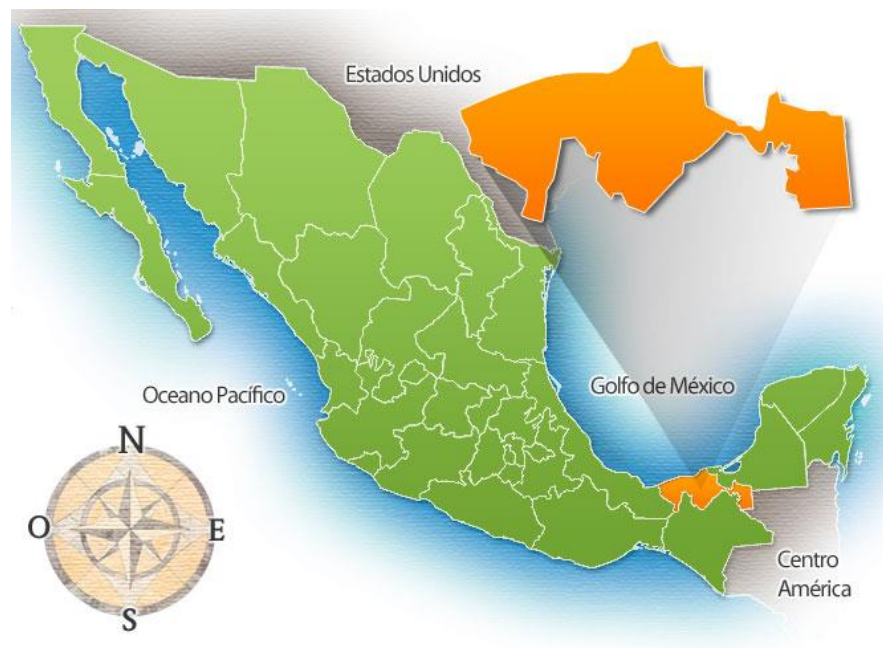 Estados Unidos
Oceano Pacífico
Golfo de México
N
O
E
S
Centro
América